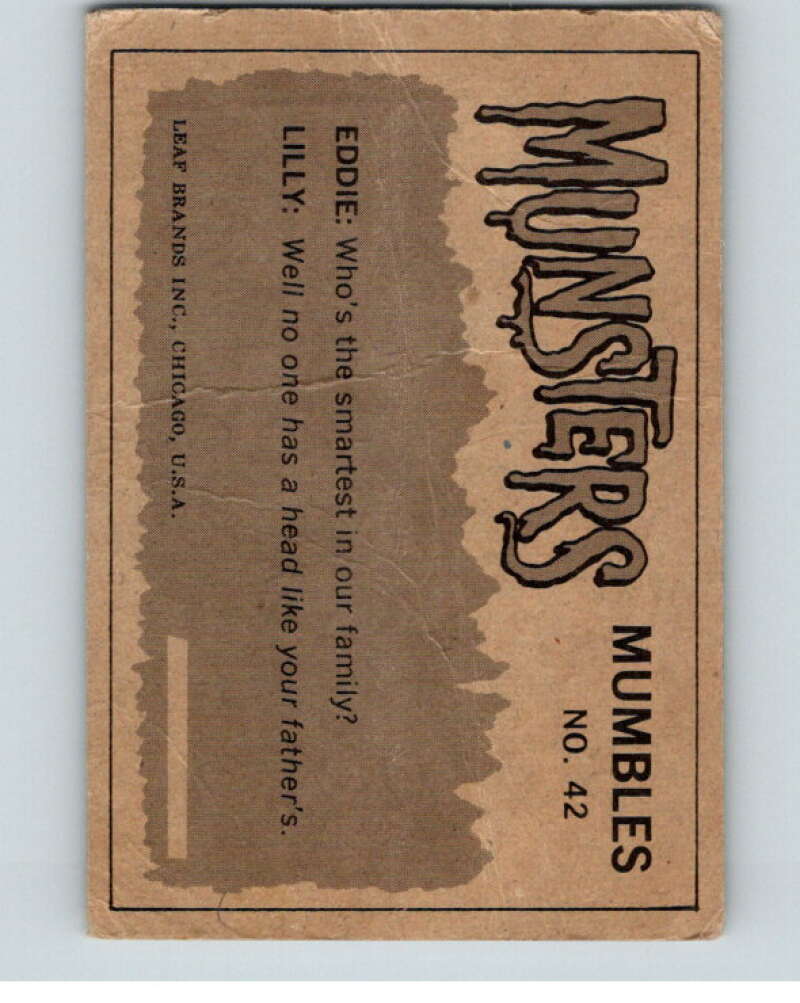 MUNSTERS
MUMBLES
NO. 42
EDDIE: Who's the smartest in our family?
LILLY: Well no one has a head like your father's.
LEAF BRANDS INC., CHICAGO, U.S.A.